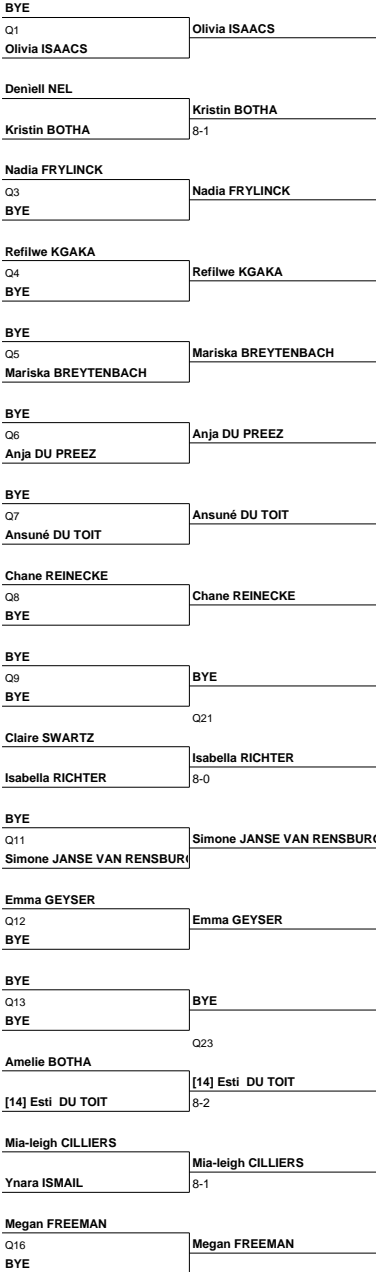 BYE
Q1
Olivia ISAACS
Olivia ISAACS
Deniell NEL
Kristin BOTHA
Kristin BOTHA
8-1
Nadia FRYLINCK
Q3
Nadia FRYLINCK
BYE
Refilwe KGAKA
Q4
Refilwe KGAKA
BYE
BYE
Q5
Mariska BREYTENBACH
Mariska BREYTENBACH
BYE
Q6
Anja DU PREEZ
Anja DU PREEZ
BYE
Q7
Ansuné DU TOIT
Ansuné DU TOIT
Chane REINECKE
Q8
Chane REINECKE
BYE
BYE
Q9
BYE
BYE
Q21
Claire SWARTZ
Isabella RICHTER
Isabella RICHTER
8-0
BYE
Q11
Simone JANSE VAN RENSBURG
Simone JANSE VAN RENSBURG
Emma GEYSER
Q12
Emma GEYSER
BYE
BYE
Q13
BYE
BYE
Q23
Amelie BOTHA
[14] Esti DU TOIT
[14] Esti DU TOIT
8-2
Mia-leigh CILLIERS
Mia-leigh CILLIERS
Ynara ISMAIL
8-1
Megan FREEMAN
Q16
Megan FREEMAN
BYE